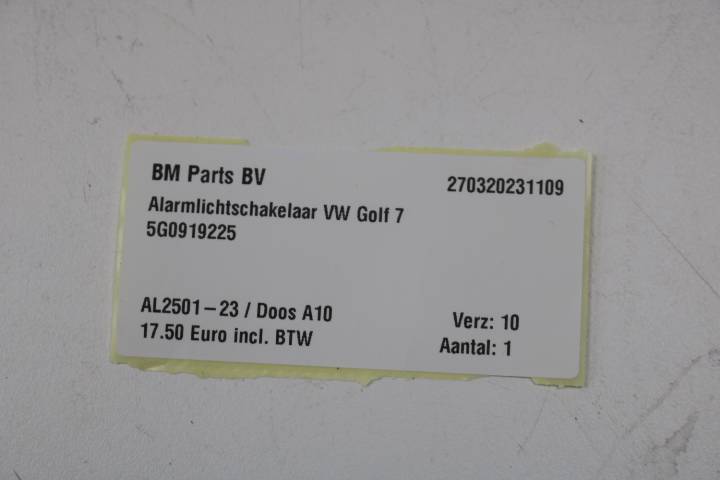 BM Parts BV
270320231109
Alarmlichtschakelaar VW Golf 7
5G0919225
AL2501-23 / Doos A10
Verz: 10
17.50 Euro incl. BTW
Aantal: 1